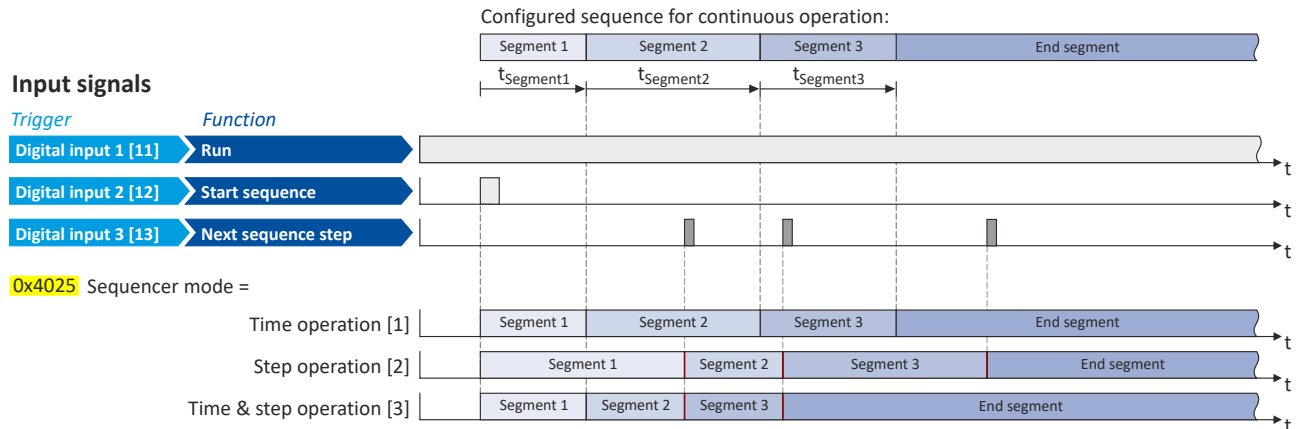 Configured sequence for continuous operation:
Segment 1 Segment 2 Segment 3 End segment
tSegment1 tSegment2 tSegment3
Input signals
Trigger Function
Digital input 1 [11] Run
t
Digital input 2 [12] Start sequence
t
Digital input 3 [13] Next sequence step
t
0x4025 Sequencer mode =
Time operation [1] Segment 1 Segment 2 Segment 3 End segment
t
Step operation [2] Segment 1 Segment 2 Segment 3 End segment
t
Time & step operation [3] Segment 1 Segment 2 Segment 3 End segment
t